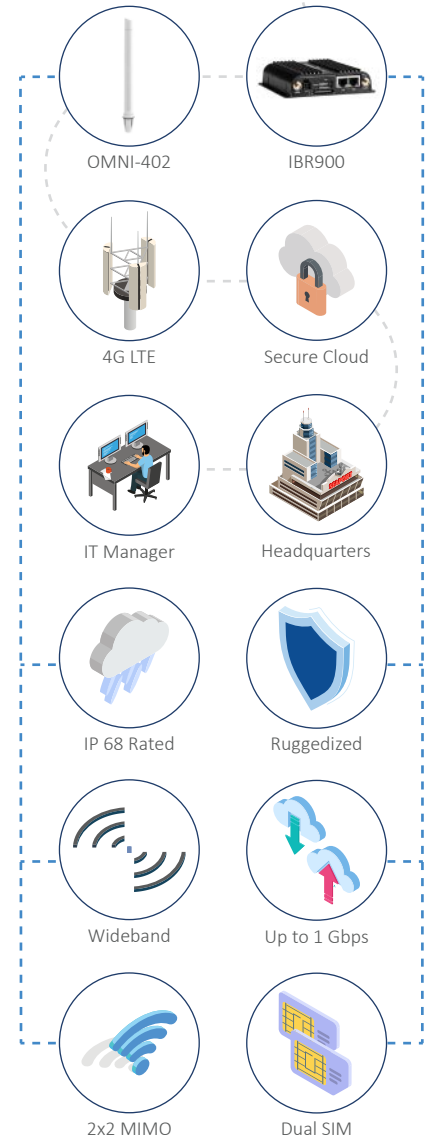 OMNI-402
IBR900
4G LTE
Secure Cloud
IT Manager
Headquarters
IP 68 Rated
Ruggedized
Wideband
Up to 1 Gbps
2x2 MIMO
Dual SIM